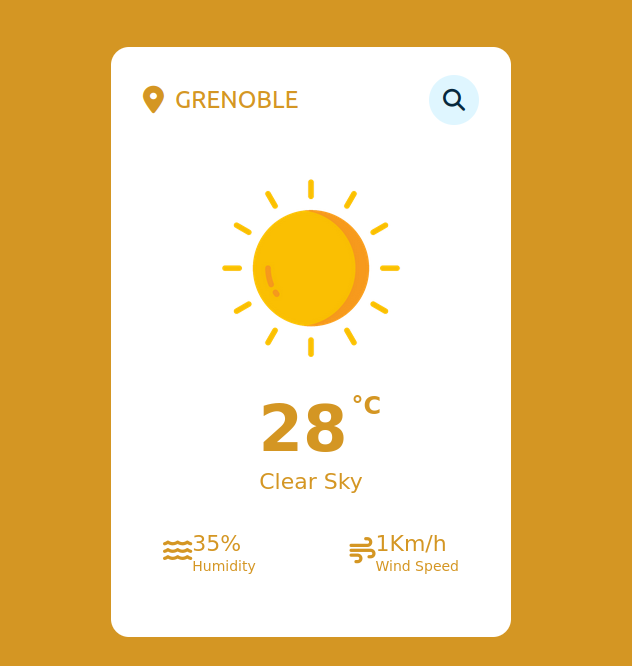 GRENOBLE
28°C
Clear Sky
35%
Humidity
1Km/h
Wind Speed